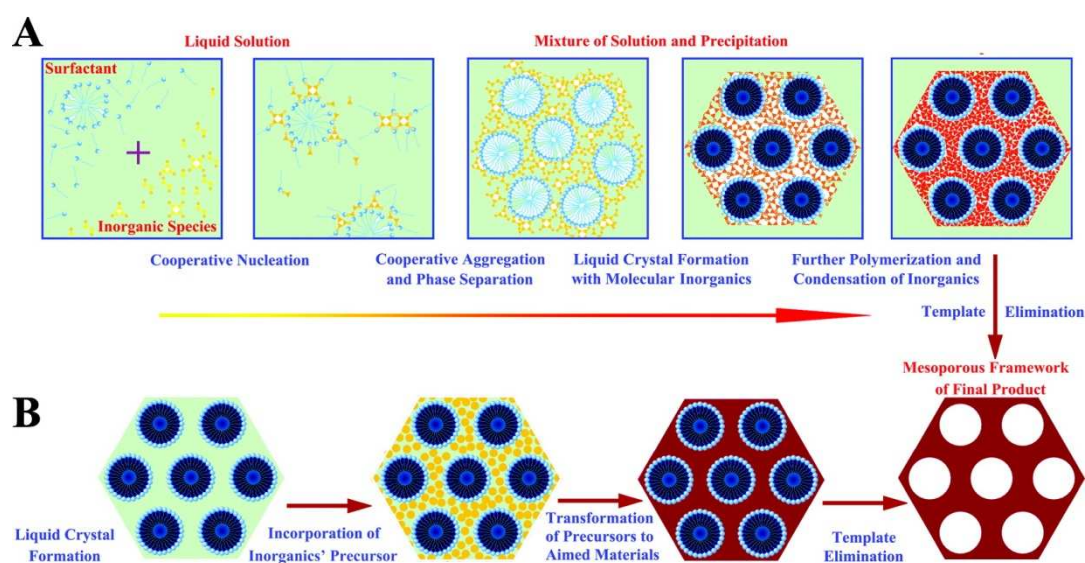 A
Liquid Solution
Mixture of Solution and Precipitation
Surfactant
Inorganic Species
Cooperative Nucleation
Cooperative Aggregation
and Phase Separation
Liquid Crystal Formation
with Molecular Inorganics
Further Polymerization and
Condensation of Inorganics
Template Elimination
Mesoporous Framework
of Final Product
B
Liquid Crystal
Formation
Incorporation of
Inorganics' Precursor
Transformation
of Precursors to
Aimed Materials
Template
Elimination